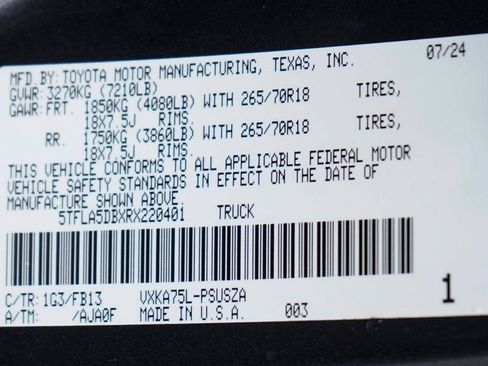 MFD BY: TOYOTA MOTOR MANUFACTURING, TEXAS, INC. 07/24
GVWR: 3270KG (7210LB)
GAWR: FRT. 1850KG (4080LB) WITH 265/70R18 TIRES,
18X7.5J RIMS.
RR. 1750KG (3860LB) WITH 265/70R18 TIRES,
18X7.5J RIMS.
THIS VEHICLE CONFORMS TO ALL APPLICABLE FEDERAL MOTOR
VEHICLE SAFETY STANDARDS IN EFFECT ON THE DATE OF
MANUFACTURE SHOWN ABOVE.
5TFLA5DBXRX220401 TRUCK
C/TR: 1G3/FB13 VXKA75L-PSUSZA 1
A/TM: /AJA0F MADE IN U.S.A. 003